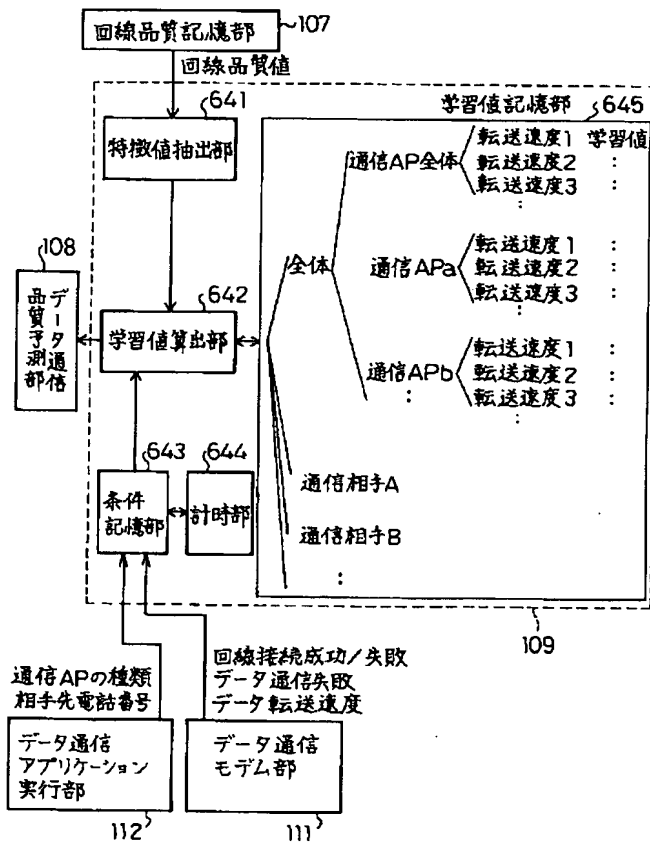 回線品質記憶部
107
回線品質値
641
特徴値抽出部
学習値記憶部
645
転送速度1 学習値
通信AP全体 転送速度2 :
転送速度3 :
:
108
データ通信
品質予測部
642
学習値算出部
全体
転送速度1 :
通信APa 転送速度2 :
転送速度3 :
:
転送速度1 :
通信APb 転送速度2 :
: 転送速度3 :
:
643
条件
記憶部
644
計時部
通信相手A
通信相手B
:
109
通信APの種類
相手先電話番号
回線接続成功/失敗
データ通信失敗
データ転送速度
データ通信
アプリケーション
実行部
112
データ通信
モデム部
111